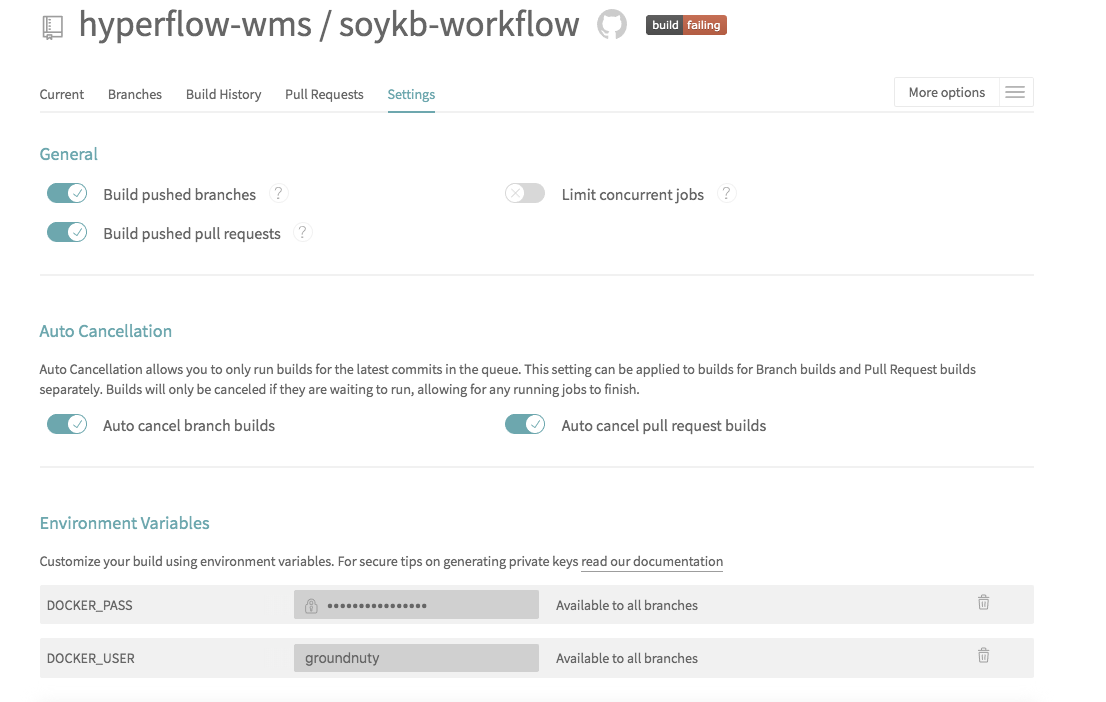 hyperflow-wms / soykb-workflow build failing
Current Branches Build History Pull Requests Settings More options
General
Build pushed branches ? Limit concurrent jobs ?
Build pushed pull requests ?
Auto Cancellation
Auto Cancellation allows you to only run builds for the latest commits in the queue. This setting can be applied to builds for Branch builds and Pull Request builds
separately. Builds will only be canceled if they are waiting to run, allowing for any running jobs to finish.
Auto cancel branch builds Auto cancel pull request builds
Environment Variables
Customize your build using environment variables. For secure tips on generating private keys read our documentation
DOCKER_PASS •••••••••••••••• Available to all branches
DOCKER_USER groundnuty Available to all branches